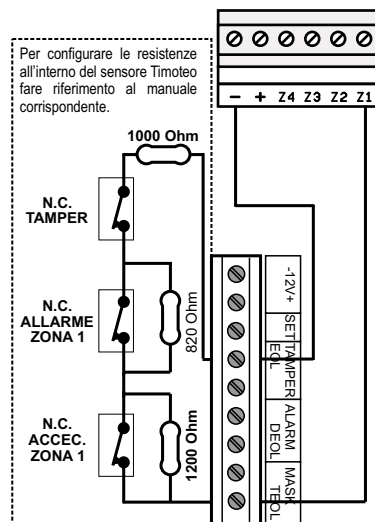 Per configurare le resistenze
all'interno del sensore Timoteo
fare riferimento al manuale
corrispondente.
− + Z4 Z3 Z2 Z1
1000 Ohm
N.C.
TAMPER
N.C.
ALLARME
ZONA 1
820 Ohm
N.C.
ACCEC.
ZONA 1
1200 Ohm
-12V+
SET
TAMPER
EOL
ALARM
DEOL
MASK
TEOL